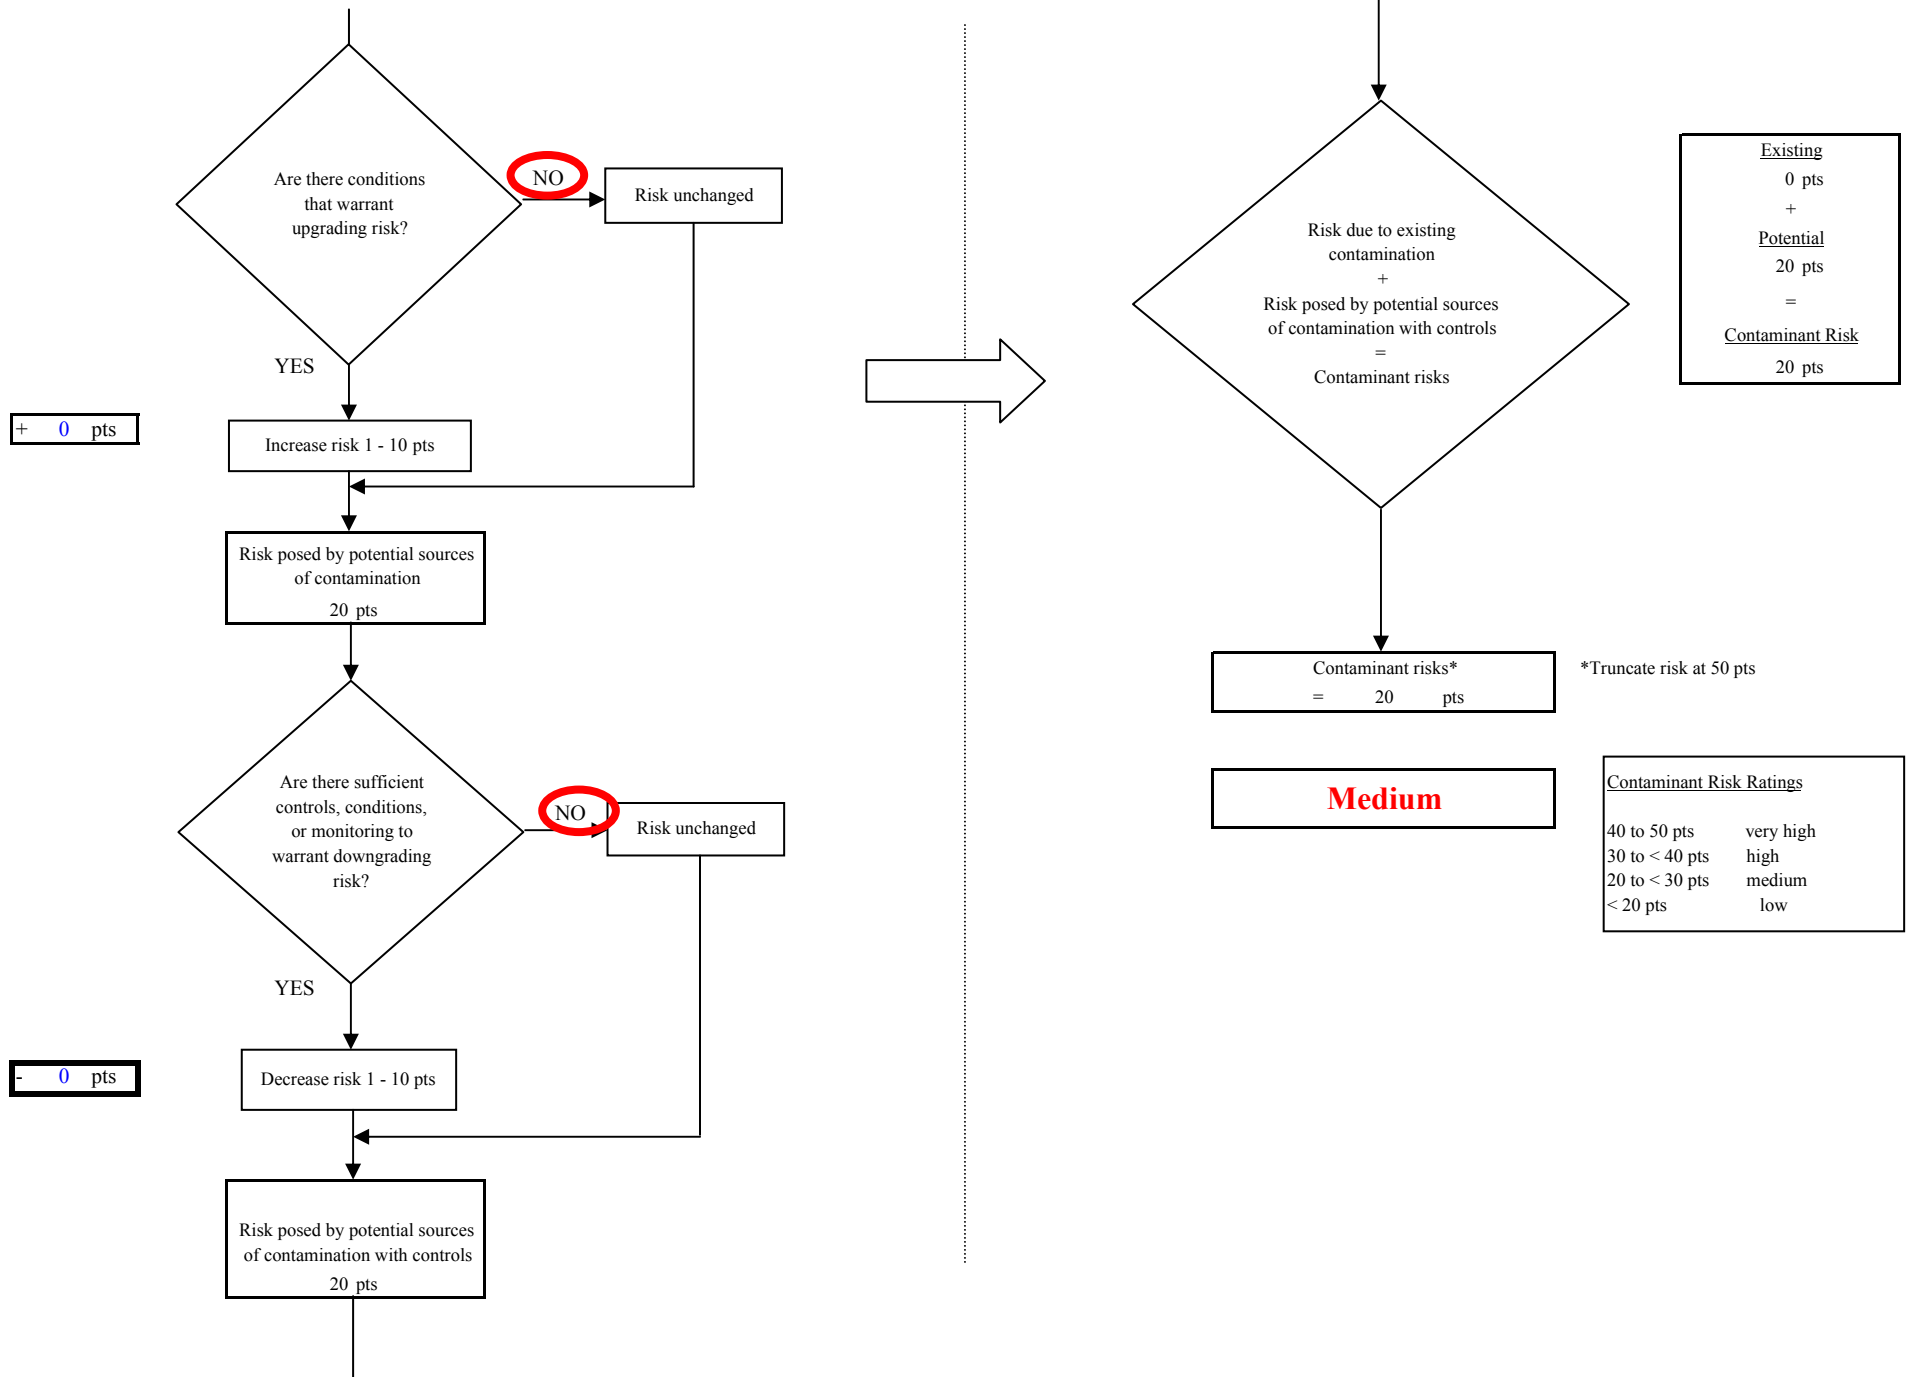 Are there conditions
that warrant
upgrading risk?
NO
Risk unchanged
YES
+ 0 pts
Increase risk 1 - 10 pts
Risk posed by potential sources
of contamination
20 pts
Are there sufficient
controls, conditions,
or monitoring to
warrant downgrading
risk?
NO
Risk unchanged
YES
- 0 pts
Decrease risk 1 - 10 pts
Risk posed by potential sources
of contamination with controls
20 pts
Risk due to existing
contamination
+
Risk posed by potential sources
of contamination with controls
=
Contaminant risks
Existing
0 pts
+
Potential
20 pts
=
Contaminant Risk
20 pts
Contaminant risks*
= 20 pts
*Truncate risk at 50 pts
Medium
Contaminant Risk Ratings
40 to 50 pts very high
30 to < 40 pts high
20 to < 30 pts medium
< 20 pts low